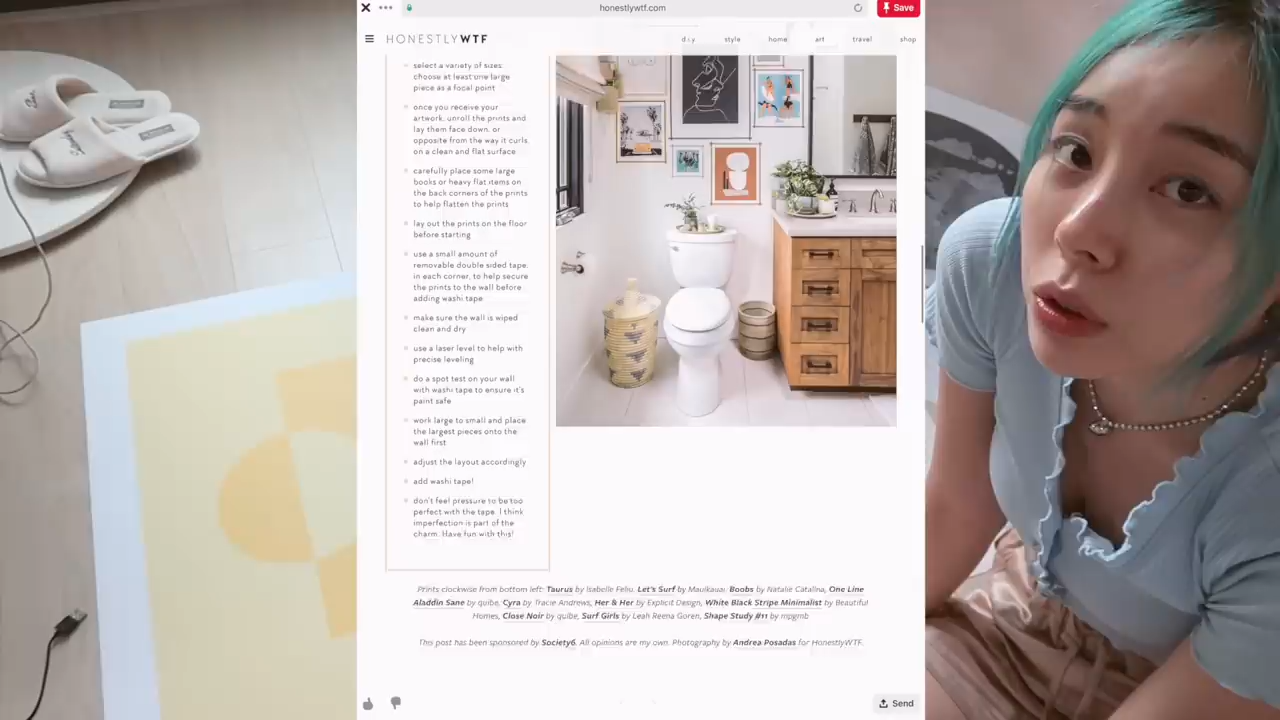 honestlywtf.com
Save
HONESTLYWTF
d.i.y style home art travel shop
select a variety of sizes:
choose at least one large
piece as a focal point
once you receive your
artwork, unroll the prints and
lay them face down, or
opposite from the way it curls
on a clean and flat surface
carefully place some large
books or heavy flat items on
the back corners of the prints
to help flatten the prints
lay out the prints on the floor
before starting
use a small amount of
removable double sided tape,
in each corner, to help secure
the prints to the wall before
adding washi tape
make sure the wall is wiped
clean and dry
use a laser level to help with
precise leveling
do a spot test on your wall
with washi tape to ensure it's
paint safe
work large to small and place
the largest pieces onto the
wall first
adjust the layout accordingly
add washi tape!
don't feel pressure to be too
perfect with the tape. I think
imperfection is part of the
charm. Have fun with this!
Prints clockwise from bottom left: Taurus by Isabelle Feliu, Let's Surf by Maulkauai, Boobs by Natalie Catalina, One Line
Aladdin Sane by quibe, Cyra by Tracie Andrews, Her & Her by Explicit Design, White Black Stripe Minimalist by Beautiful
Homes, Close Noir by quibe, Surf Girls by Leah Reena Goren, Shape Study #11 by mpgmb
This post has been sponsored by Society6. All opinions are my own. Photography by Andrea Posadas for HonestlyWTF.
Send